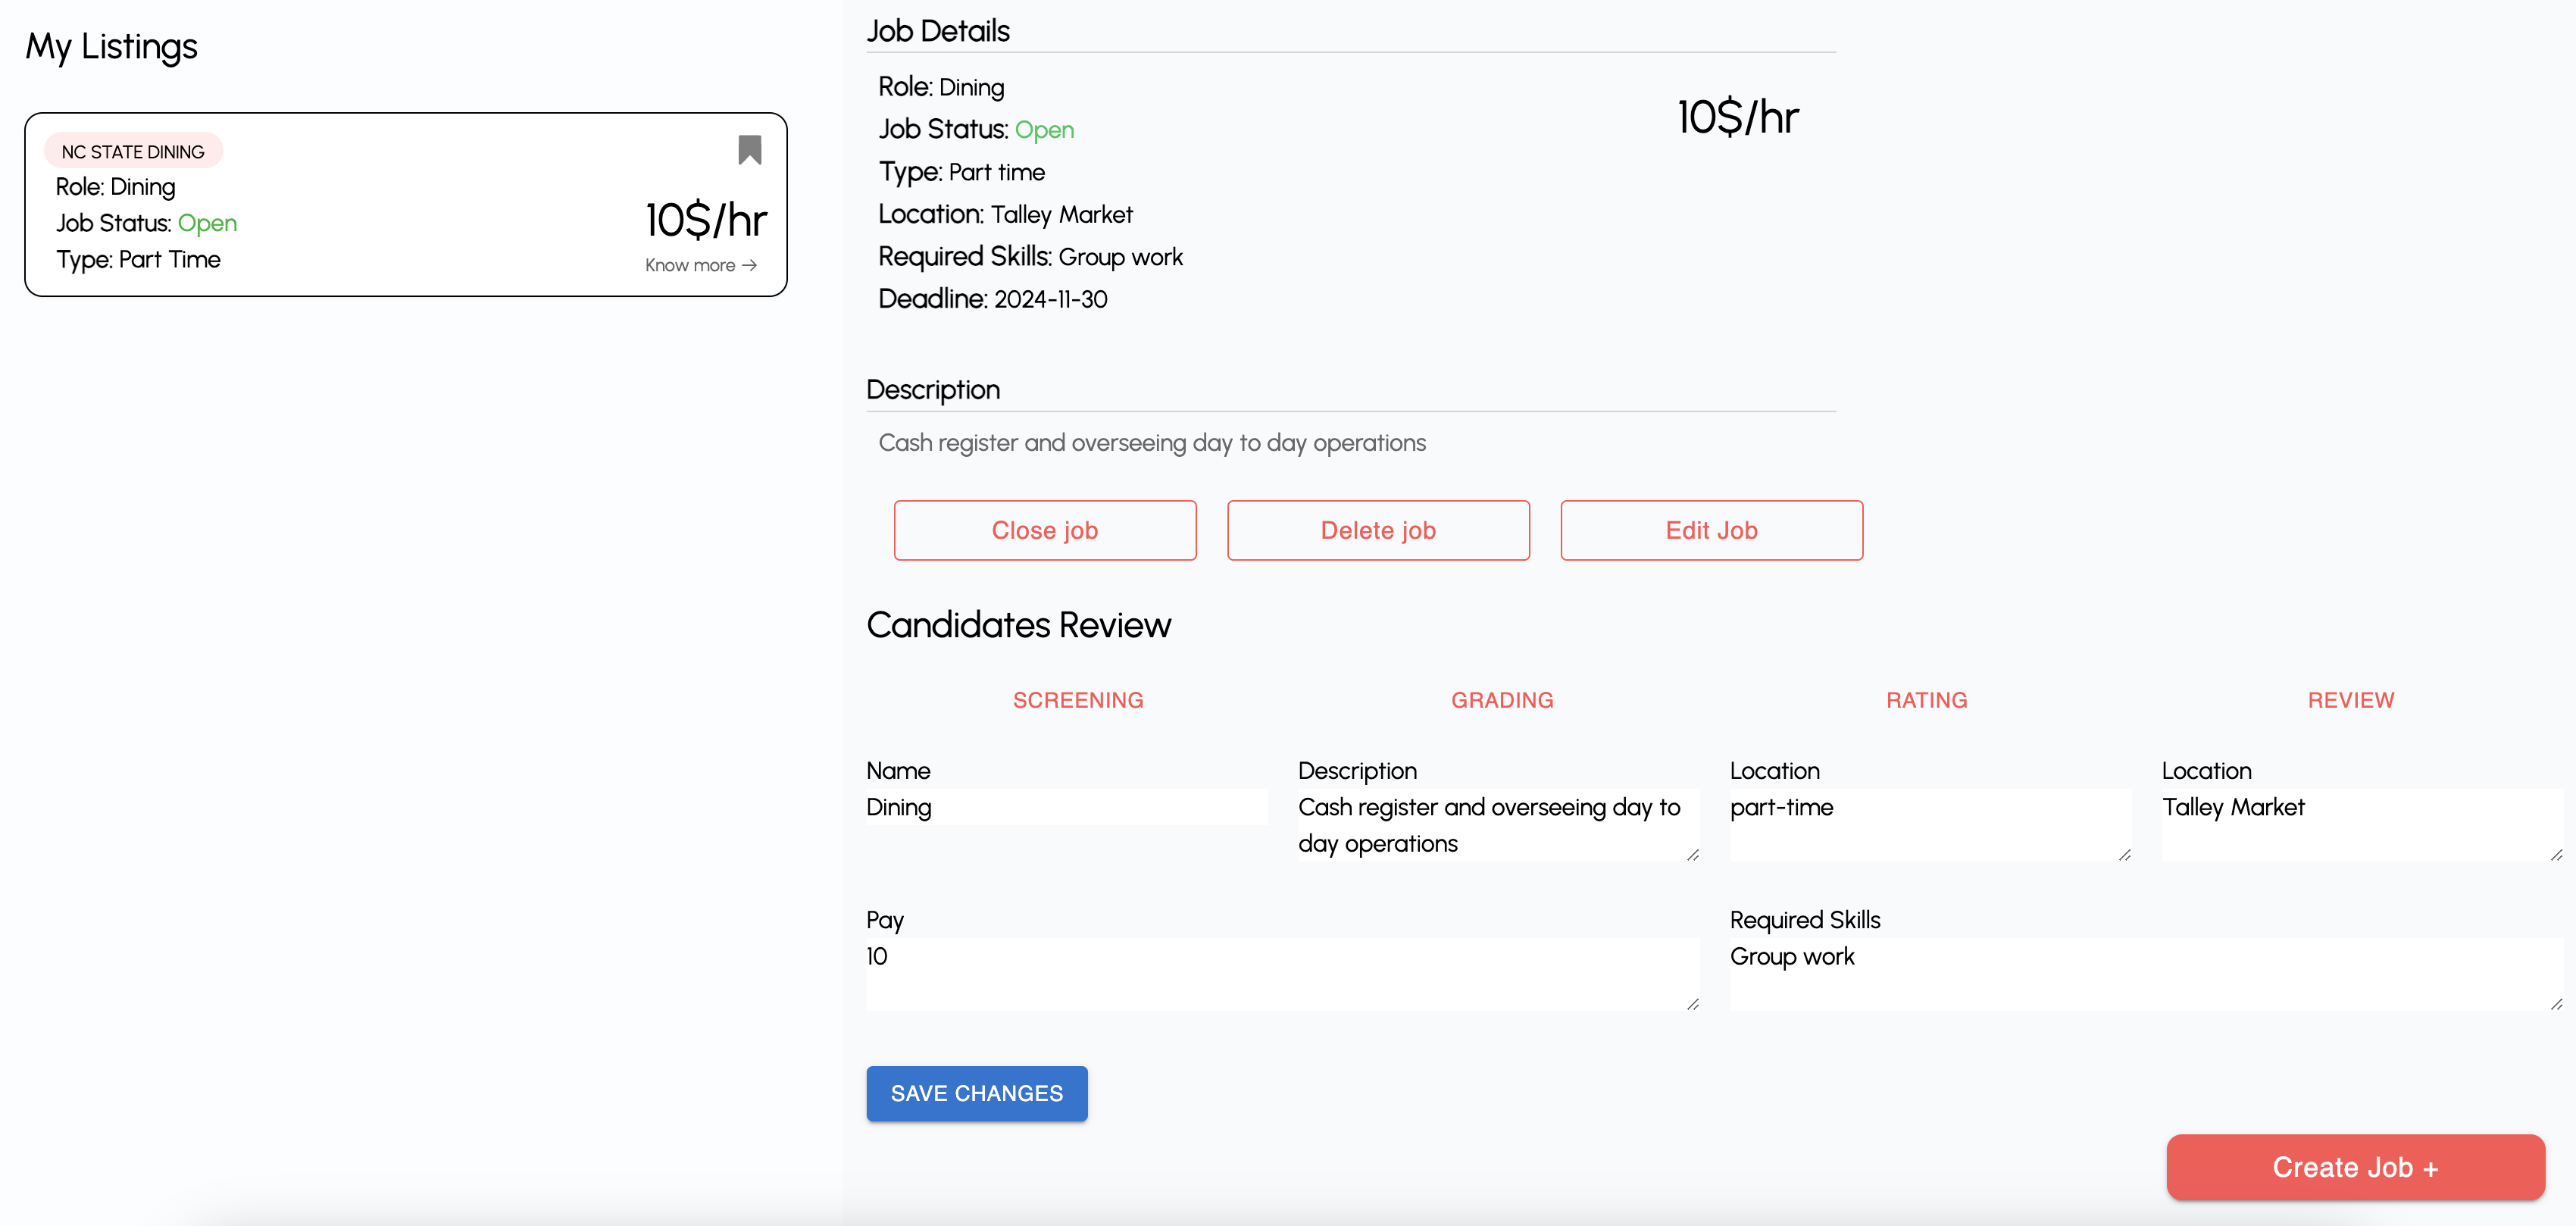 My Listings
NC STATE DINING
Role: Dining
Job Status: Open
Type: Part Time
10$/hr
Know more →
Job Details
Role: Dining
Job Status: Open
Type: Part time
Location: Talley Market
Required Skills: Group work
Deadline: 2024-11-30
10$/hr
Description
Cash register and overseeing day to day operations
Close job
Delete job
Edit Job
Candidates Review
SCREENING
GRADING
RATING
REVIEW
Name
Dining
Description
Cash register and overseeing day to
day operations
Location
part-time
Location
Talley Market
Pay
10
Required Skills
Group work
SAVE CHANGES
Create Job +